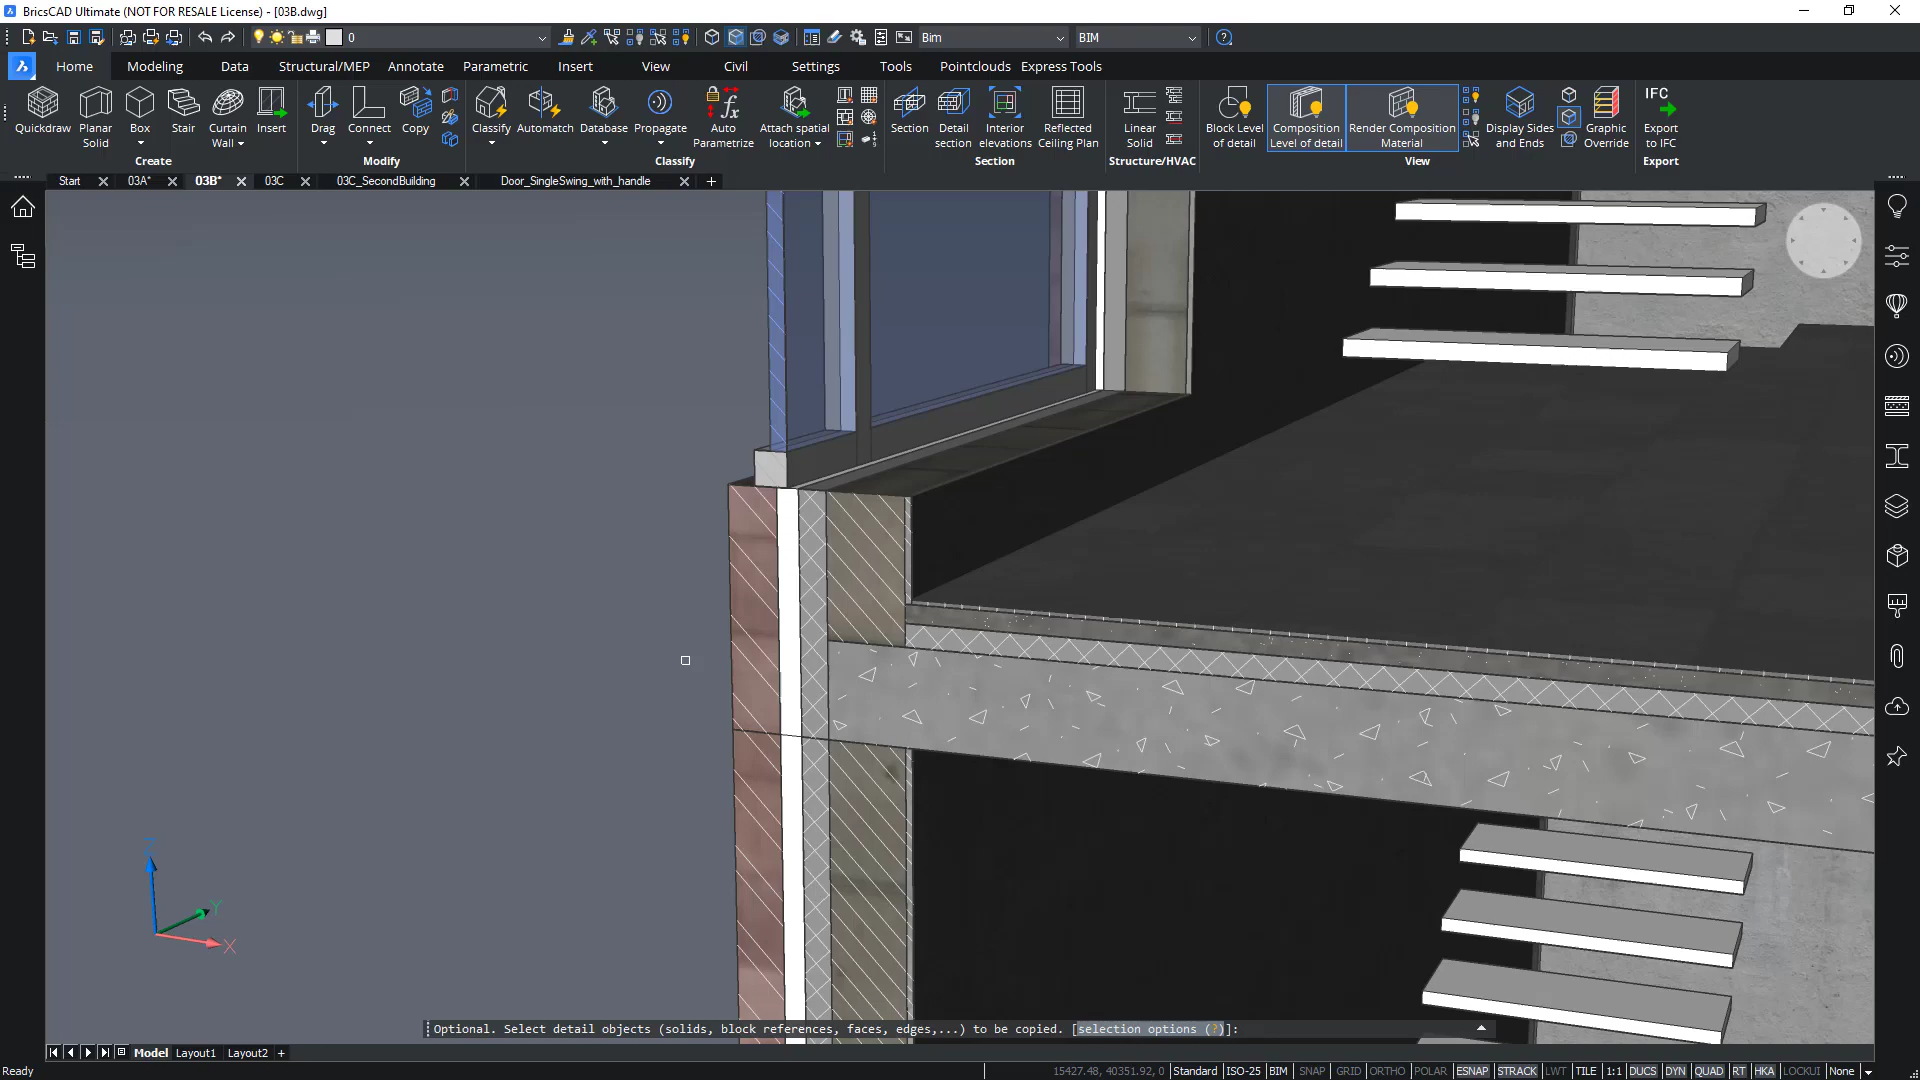 BricsCAD Ultimate (NOT FOR RESALE License) - [03B.dwg]
0
Bim
BIM
Home
Modeling
Data
Structural/MEP
Annotate
Parametric
Insert
View
Civil
Settings
Tools
Pointclouds
Express Tools
Quickdraw
Planar
Solid
Box
Stair
Curtain
Wall
Insert
Create
Drag
Connect
Copy
Modify
Classify
Automatch
Database
Propagate
Auto
Parametrize
Attach spatial
location
Classify
Section
Detail
section
Interior
elevations
Reflected
Ceiling Plan
Section
Linear
Solid
Structure/HVAC
Block Level
of detail
Composition
Level of detail
Render Composition
Material
Display Sides
and Ends
Graphic
Override
View
IFC
Export
to IFC
Export
Start
03A*
03B*
03C
03C_SecondBuilding
Door_SingleSwing_with_handle
Z
Y
X
Optional. Select detail objects (solids, block references, faces, edges,...) to be copied. [selection options (?)]:
Model
Layout1
Layout2
Ready
15427.48, 40351.92, 0
Standard
ISO-25
BIM
SNAP
GRID
ORTHO
POLAR
ESNAP
STRACK
LWT
TILE
1:1
DUCS
DYN
QUAD
RT
HKA
LOCKUI
None